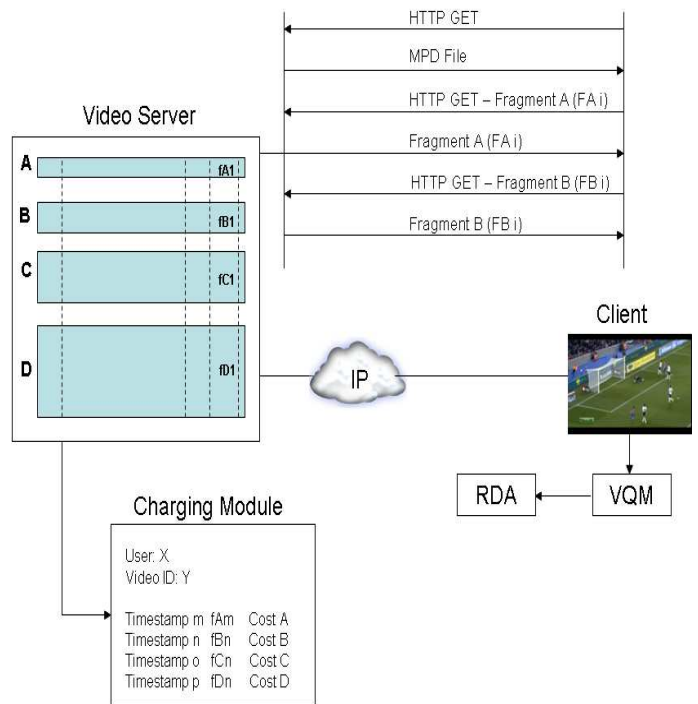 HTTP GET
MPD File
HTTP GET – Fragment A (FA i)
Fragment A (FA i)
HTTP GET – Fragment B (FB i)
Fragment B (FB i)
Video Server
A
fA1
B
fB1
C
fC1
D
fD1
IP
Client
VQM
RDA
Charging Module
User: X
Video ID: Y
Timestamp m fAm Cost A
Timestamp n fBn Cost B
Timestamp o fCn Cost C
Timestamp p fDn Cost D